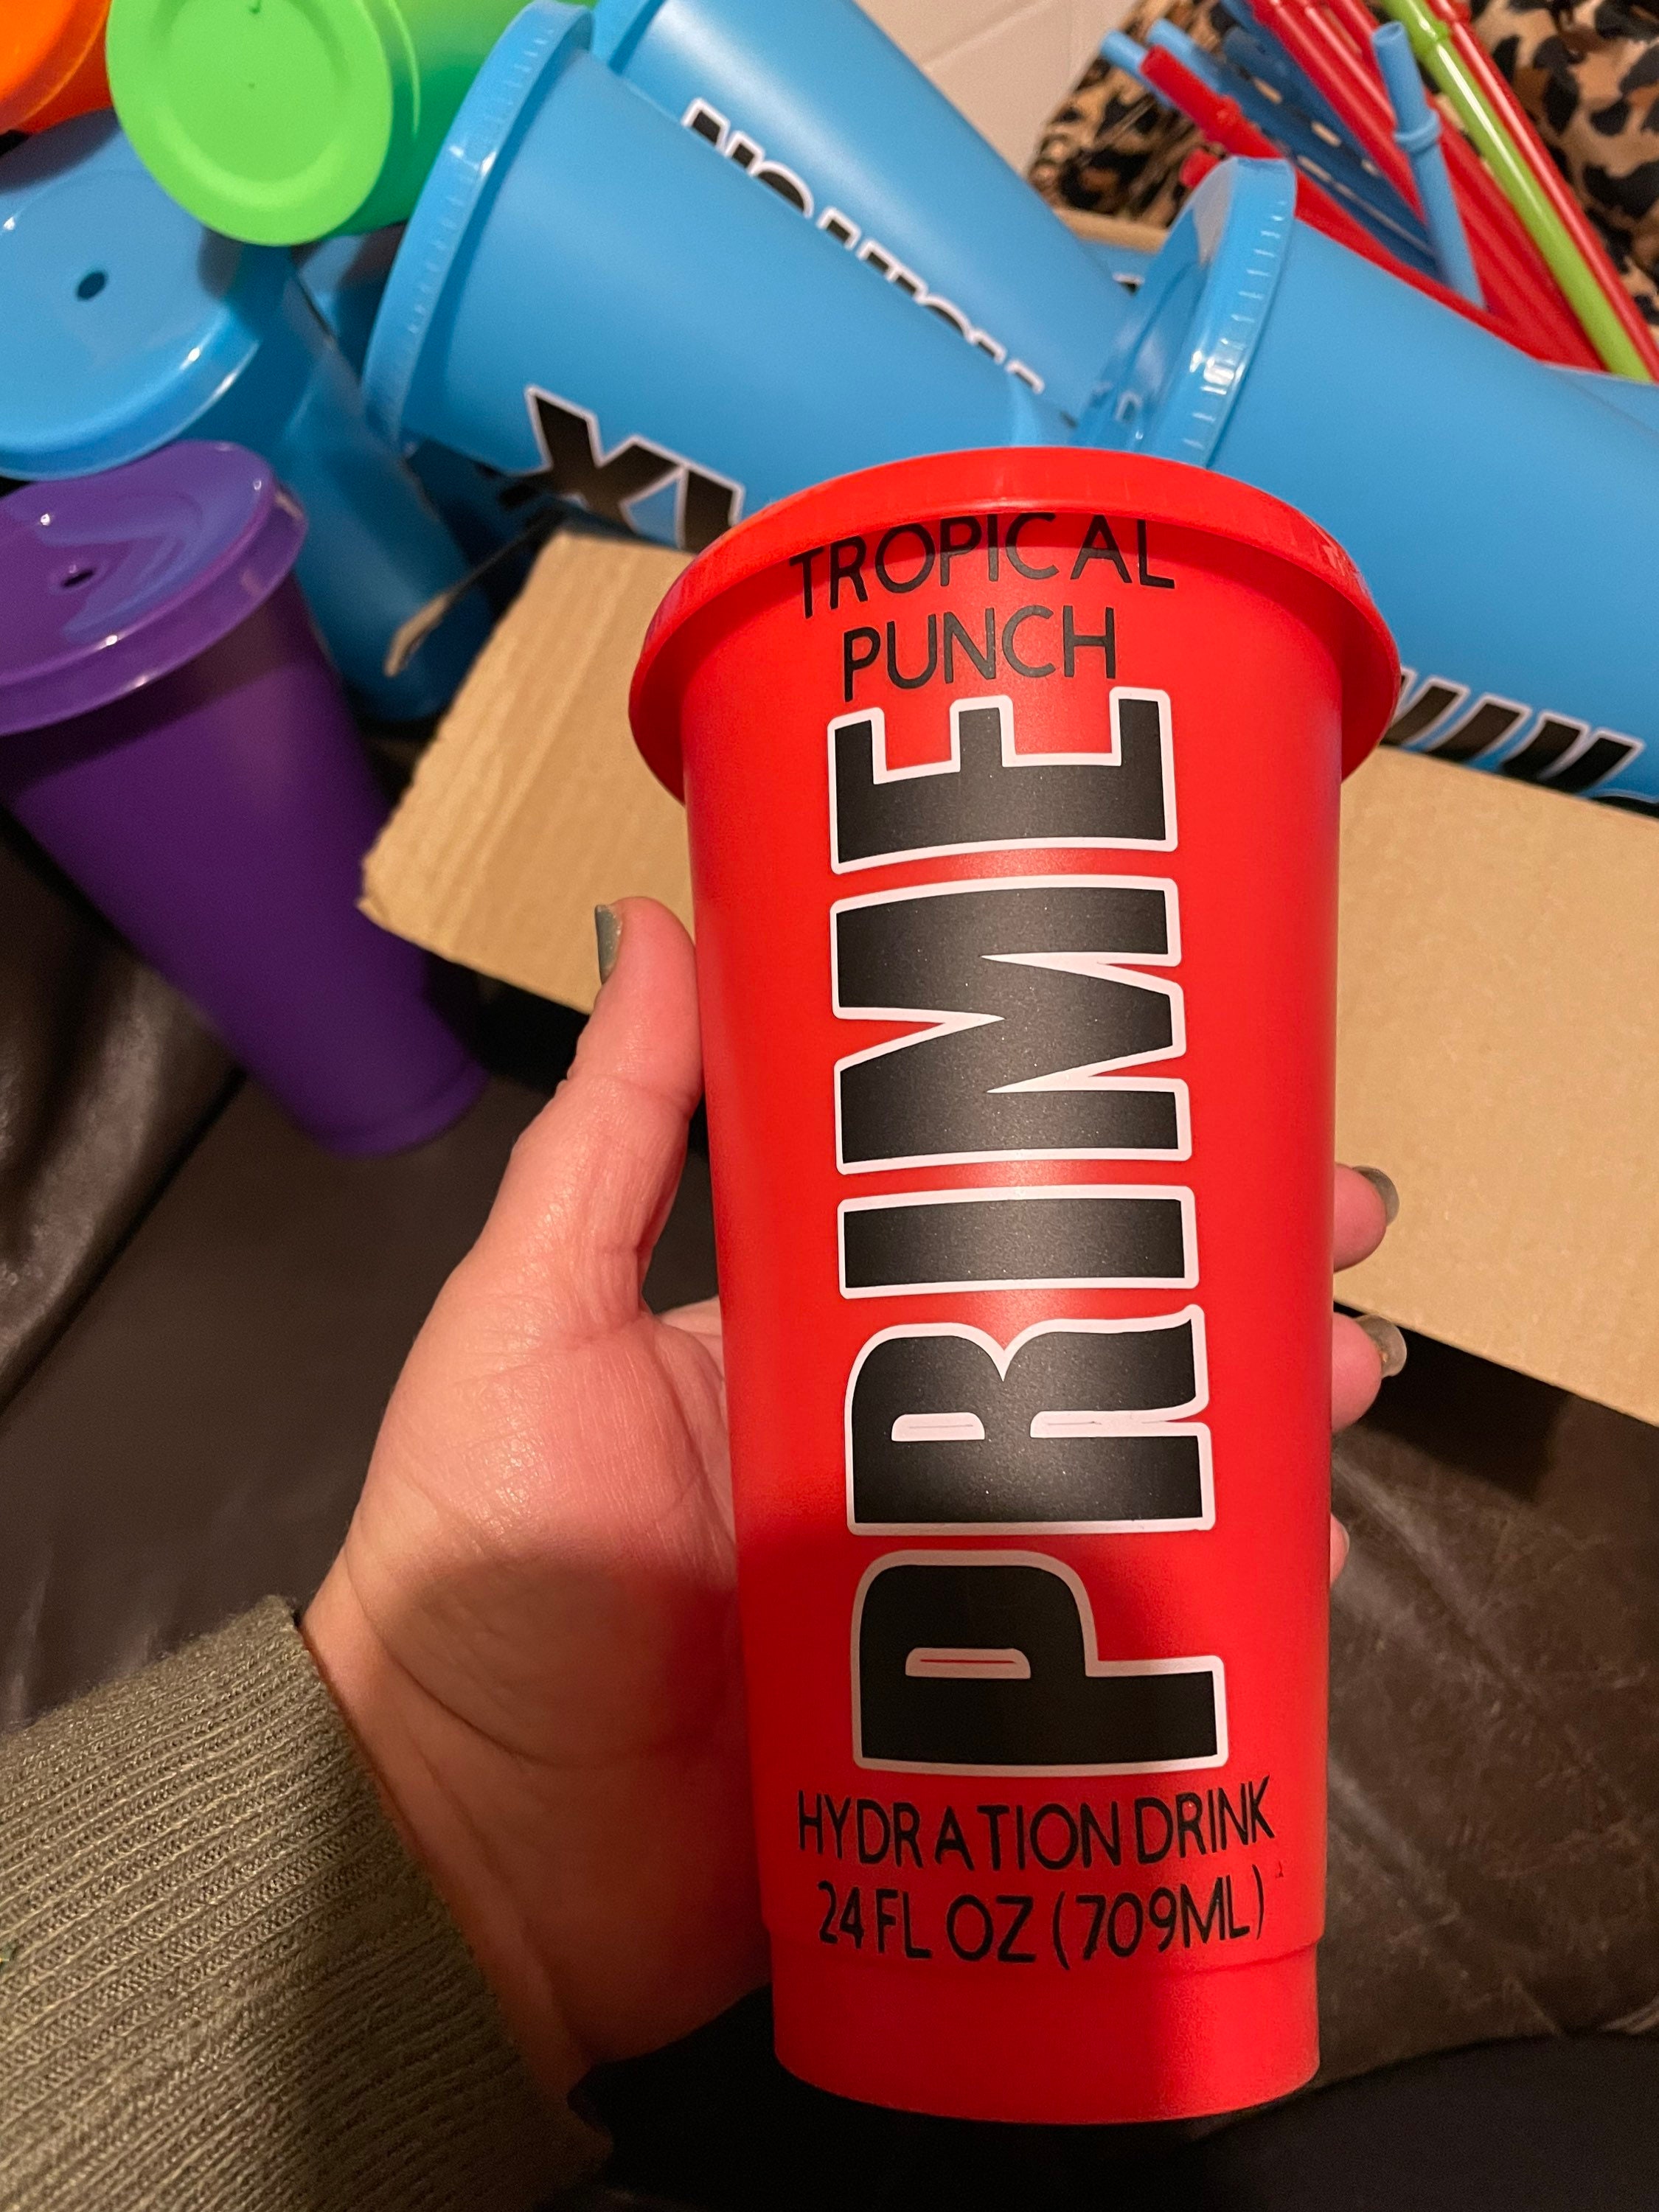 TROPICAL
PUNCH
PRIME
HYDRATION DRINK
24 FL OZ (709ML)